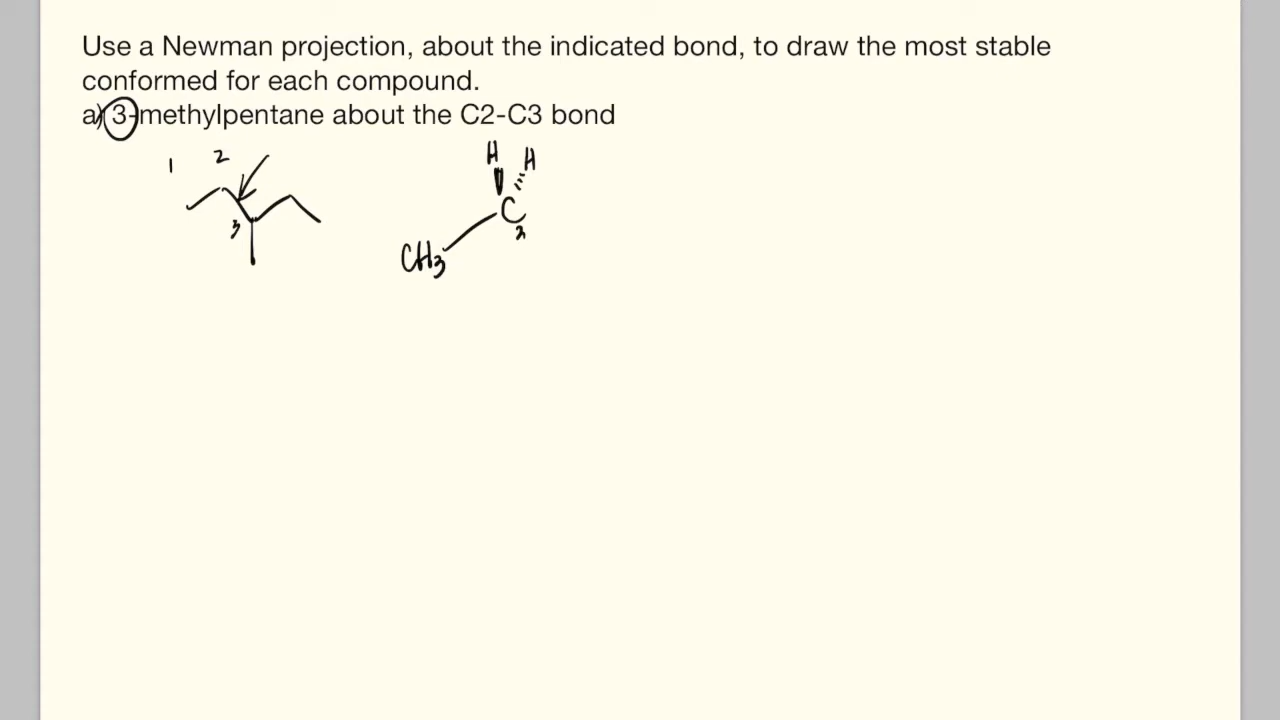 Use a Newman projection, about the indicated bond, to draw the most stable
conformed for each compound.
a) 3-methylpentane about the C2-C3 bond
1 2
3
H H
C
2
CH3